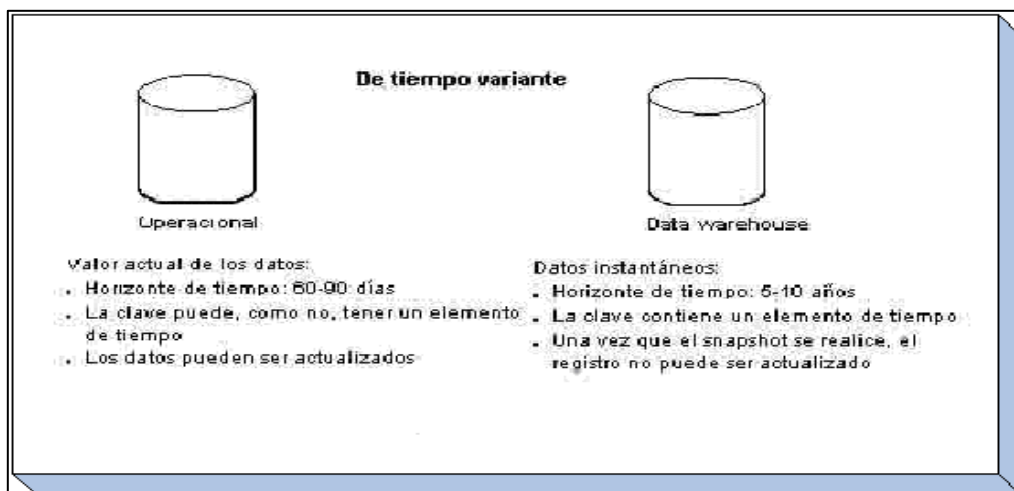 De tiempo variante
Operacional
Valor actual de los datos:
. Horizonte de tiempo: 60-90 días
. La clave puede, como no, tener un elemento
de tiempo
. Los datos pueden ser actualizados
Data warehouse
Datos instantáneos:
. Horizonte de tiempo: 5-10 años
. La clave contiene un elemento de tiempo
. Una vez que el snapshot se realice, el
registro no puede ser actualizado